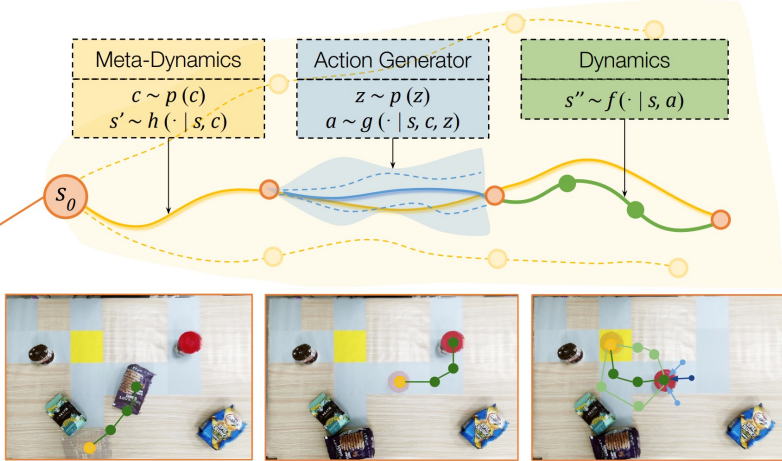 Meta-Dynamics
c ~ p (c)
s' ~ h (· | s, c)
Action Generator
z ~ p (z)
a ~ g (· | s, c, z)
Dynamics
s'' ~ f (· | s, a)
s₀